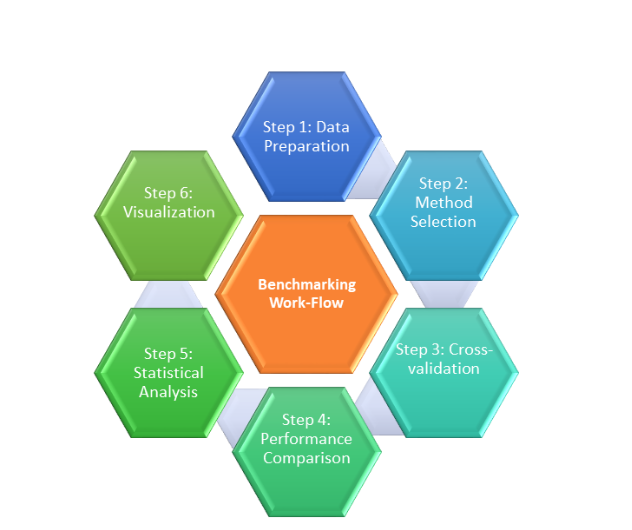 Step 1: Data
Preparation
Step 2:
Method
Selection
Step 3: Cross-
validation
Step 4:
Performance
Comparison
Step 5:
Statistical
Analysis
Step 6:
Visualization
Benchmarking
Work-Flow